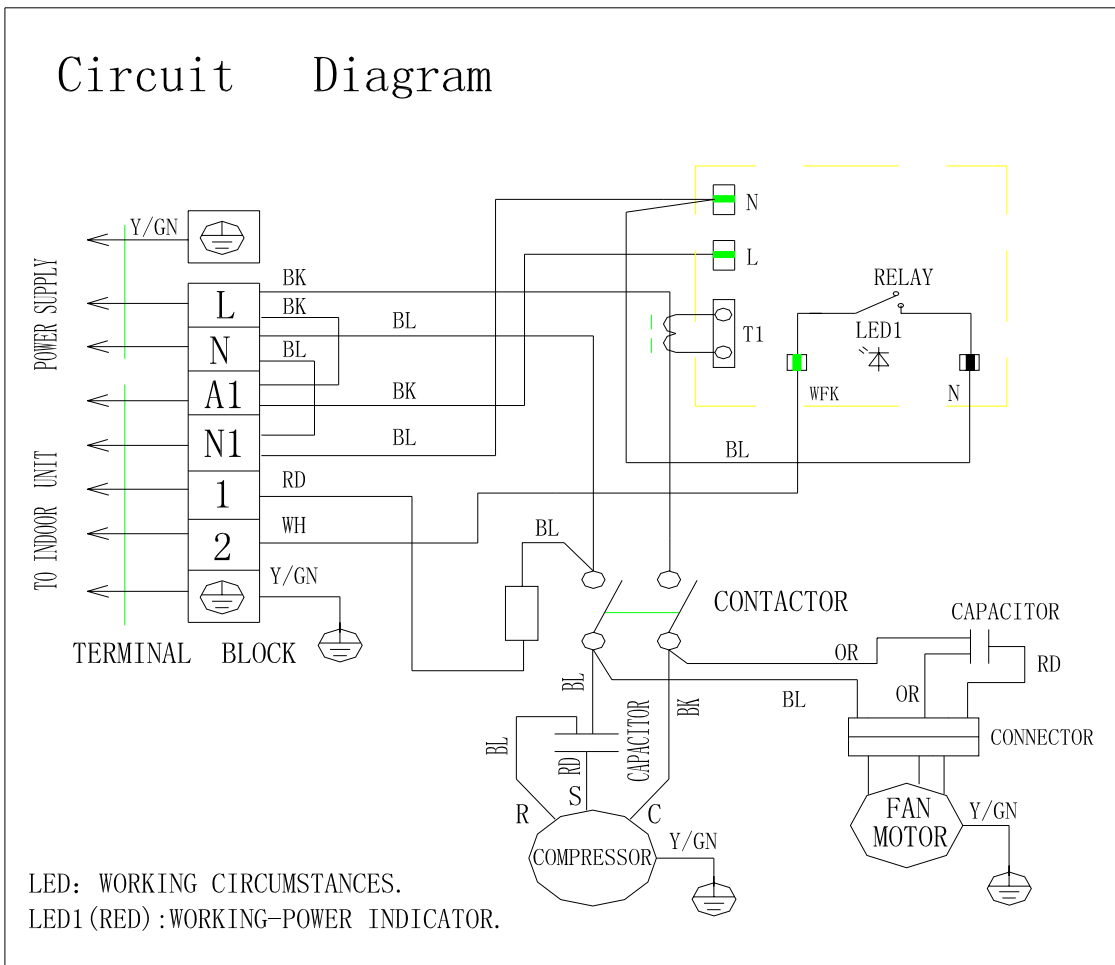 Circuit Diagram
Y/GN
POWER SUPPLY
TO INDOOR UNIT
L
N
A1
N1
1
2
BK
BK
BL
BL
BK
BL
RD
WH
Y/GN
TERMINAL BLOCK
N
L
T1
RELAY
LED1
WFK
N
BL
BL
CONTACTOR
CAPACITOR
OR
RD
BL
OR
CONNECTOR
BL
BK
BL
RD
CAPACITOR
R
S
C
COMPRESSOR
Y/GN
FAN
MOTOR
Y/GN
LED: WORKING CIRCUMSTANCES.
LED1(RED):WORKING-POWER INDICATOR.